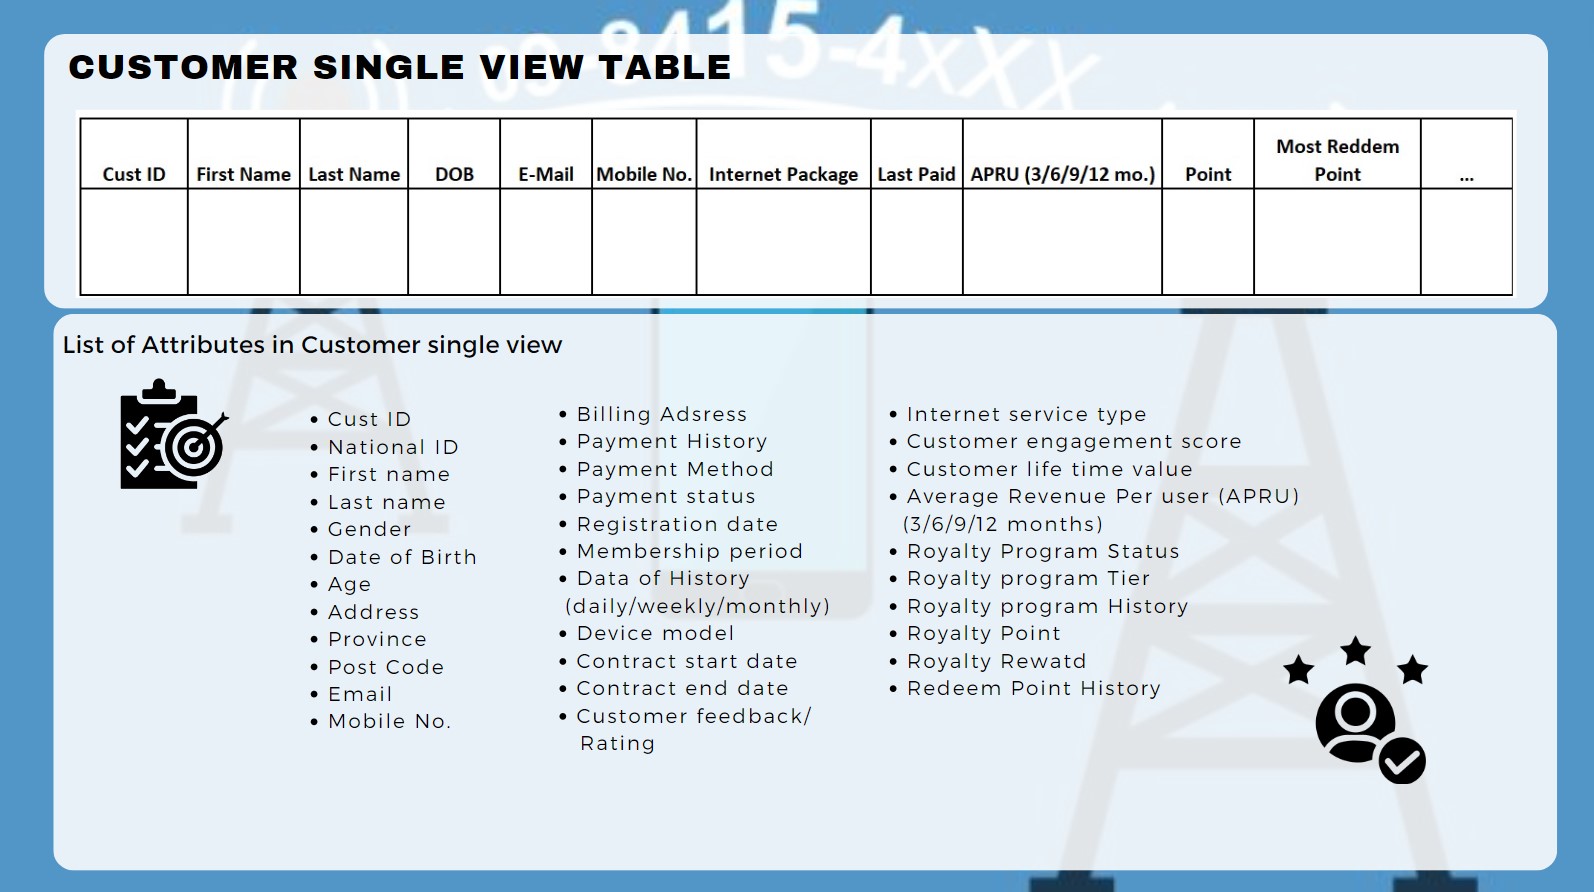 09-8415-4XXX
CUSTOMER SINGLE VIEW TABLE
Cust ID
First Name
Last Name
DOB
E-Mail
Mobile No.
Internet Package
Last Paid
APRU (3/6/9/12 mo.)
Point
Most Reddem
Point
...
List of Attributes in Customer single view
• Cust ID
• National ID
• First name
• Last name
• Gender
• Date of Birth
• Age
• Address
• Province
• Post Code
• Email
• Mobile No.
• Billing Adsress
• Payment History
• Payment Method
• Payment status
• Registration date
• Membership period
• Data of History
(daily/weekly/monthly)
• Device model
• Contract start date
• Contract end date
• Customer feedback/
Rating
• Internet service type
• Customer engagement score
• Customer life time value
• Average Revenue Per user (APRU)
(3/6/9/12 months)
• Royalty Program Status
• Royalty program Tier
• Royalty program History
• Royalty Point
• Royalty Rewatd
• Redeem Point History